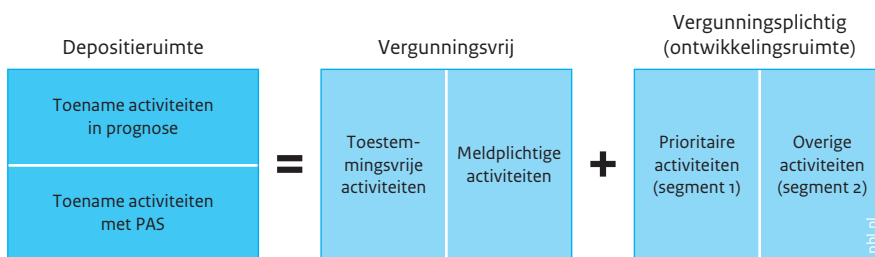 Depositieruimte
Toename activiteiten
in prognose
Toename activiteiten
met PAS
=
Vergunningsvrij
Toestem-
mingsvrije
activiteiten
Meldplichtige
activiteiten
+
Vergunningsplichtig
(ontwikkelingsruimte)
Prioritaire
activiteiten
(segment 1)
Overige
activiteiten
(segment 2)
pbl.nl